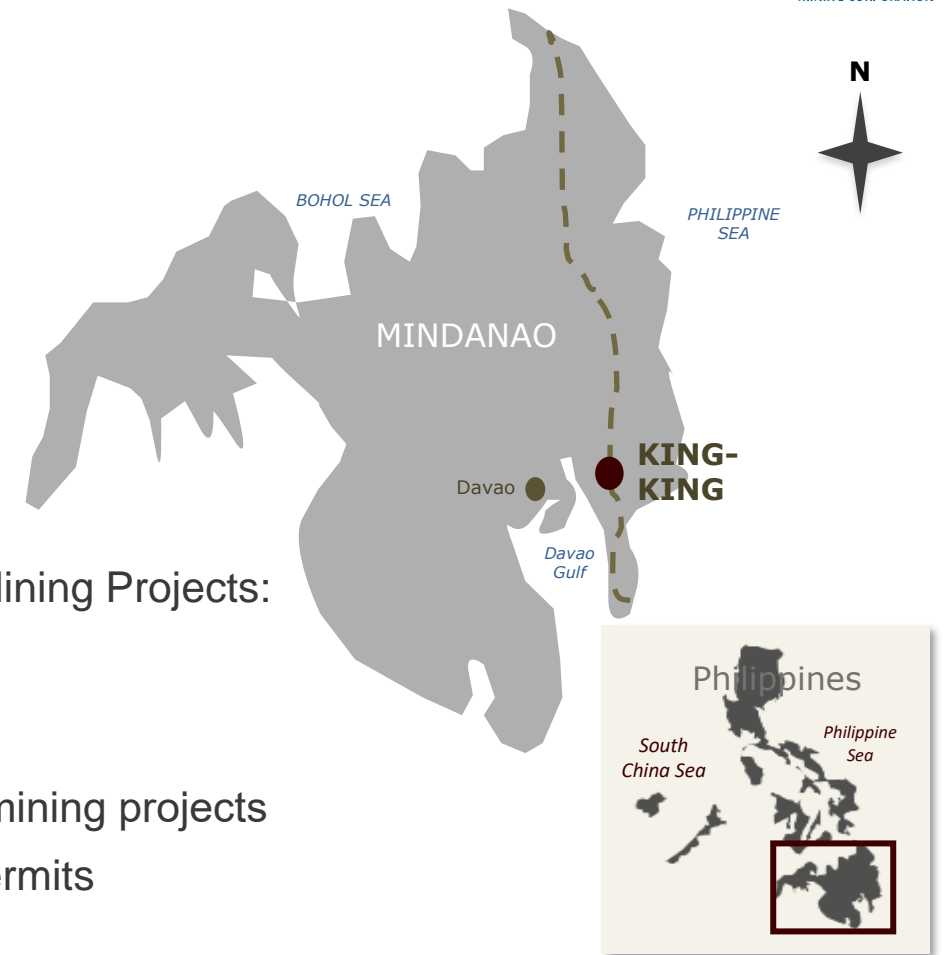 N
BOHOL SEA
PHILIPPINE
SEA
MINDANAO
KING-
KING
Davao
Davao
Gulf
ining Projects:
Philippines
Philippine
Sea
South
China Sea
mining projects
ermits